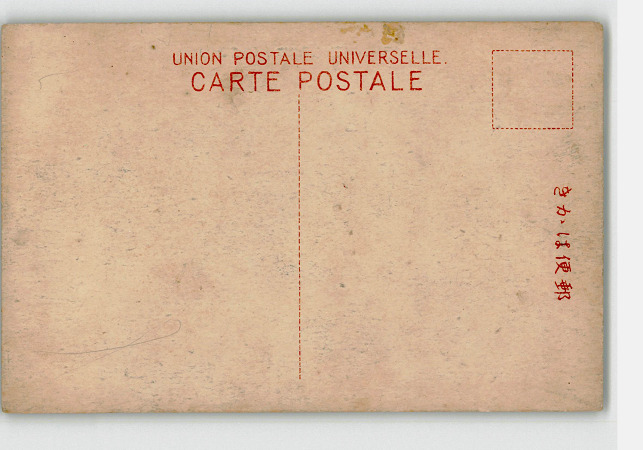 UNION POSTALE UNIVERSELLE.
CARTE POSTALE
きかは便郵